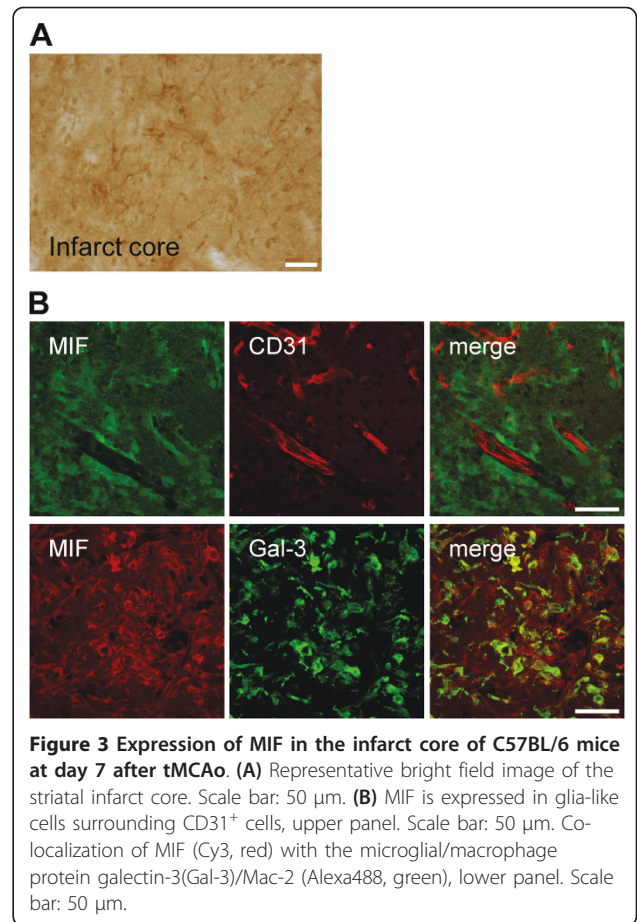 A
Infarct core
B
MIF
CD31
merge
MIF
Gal-3
merge
Figure 3 Expression of MIF in the infarct core of C57BL/6 mice
at day 7 after tMCAo. (A) Representative bright field image of the
striatal infarct core. Scale bar: 50 μm. (B) MIF is expressed in glia-like
cells surrounding CD31+ cells, upper panel. Scale bar: 50 μm. Co-
localization of MIF (Cy3, red) with the microglial/macrophage
protein galectin-3(Gal-3)/Mac-2 (Alexa488, green), lower panel. Scale
bar: 50 μm.